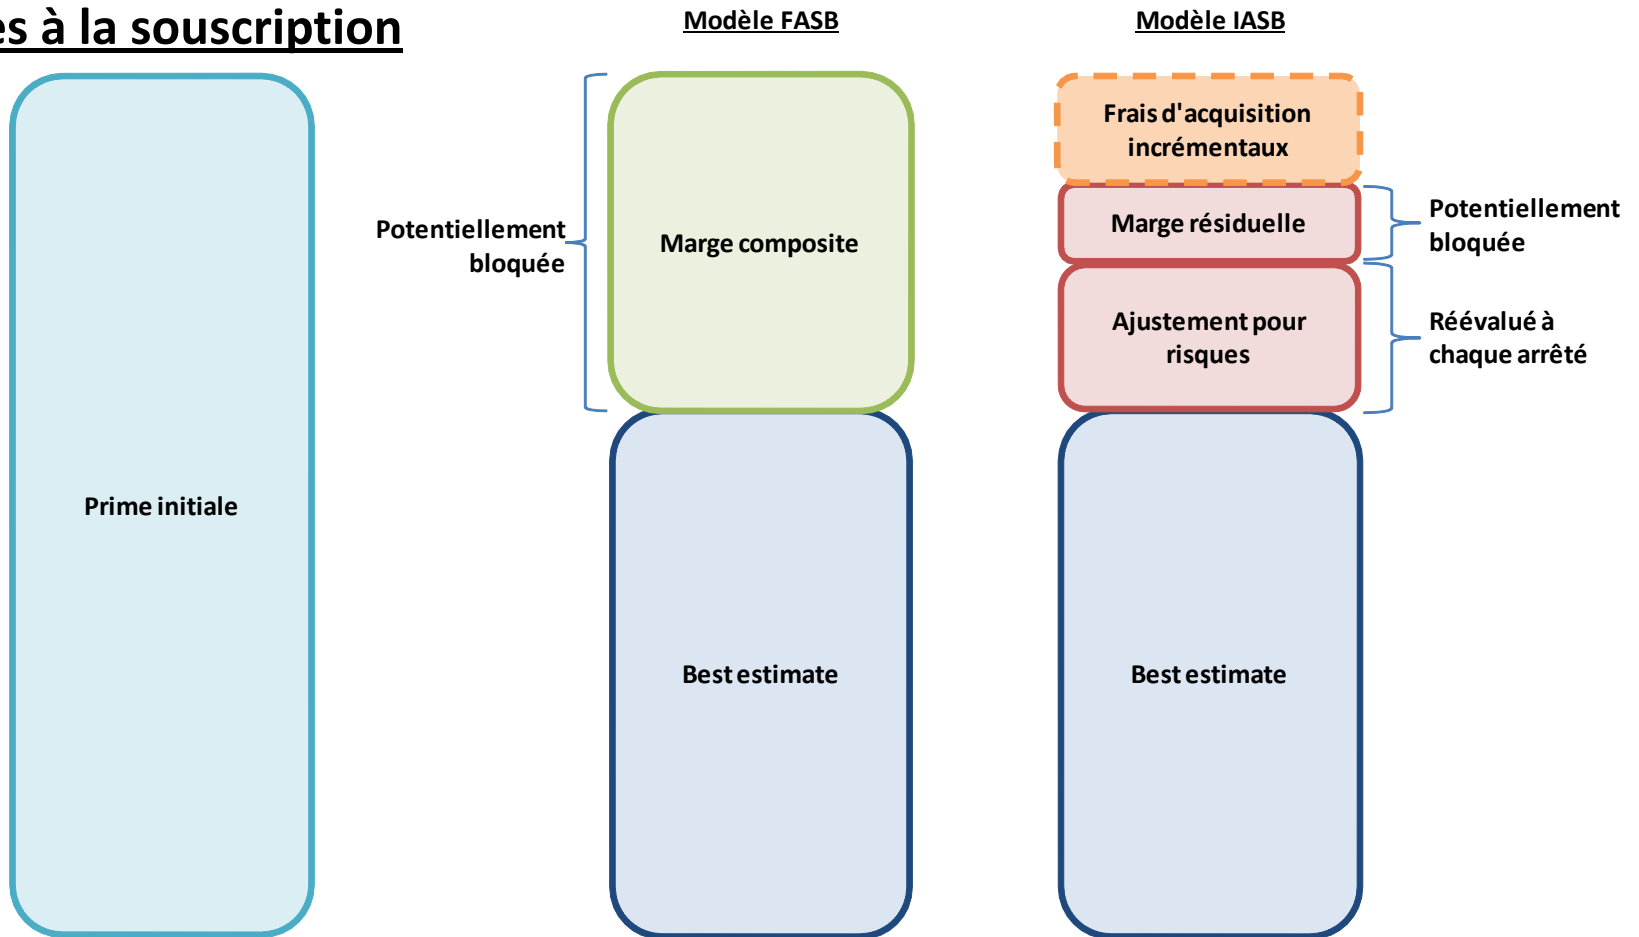 es à la souscription
Modèle FASB
Modèle IASB
Frais d'acquisition
incrémentaux
Potentiellement
bloquée
Marge composite
Marge résiduelle
Potentiellement
bloquée
Ajustement pour
risques
Réévalué à
chaque arrêté
Prime initiale
Best estimate
Best estimate